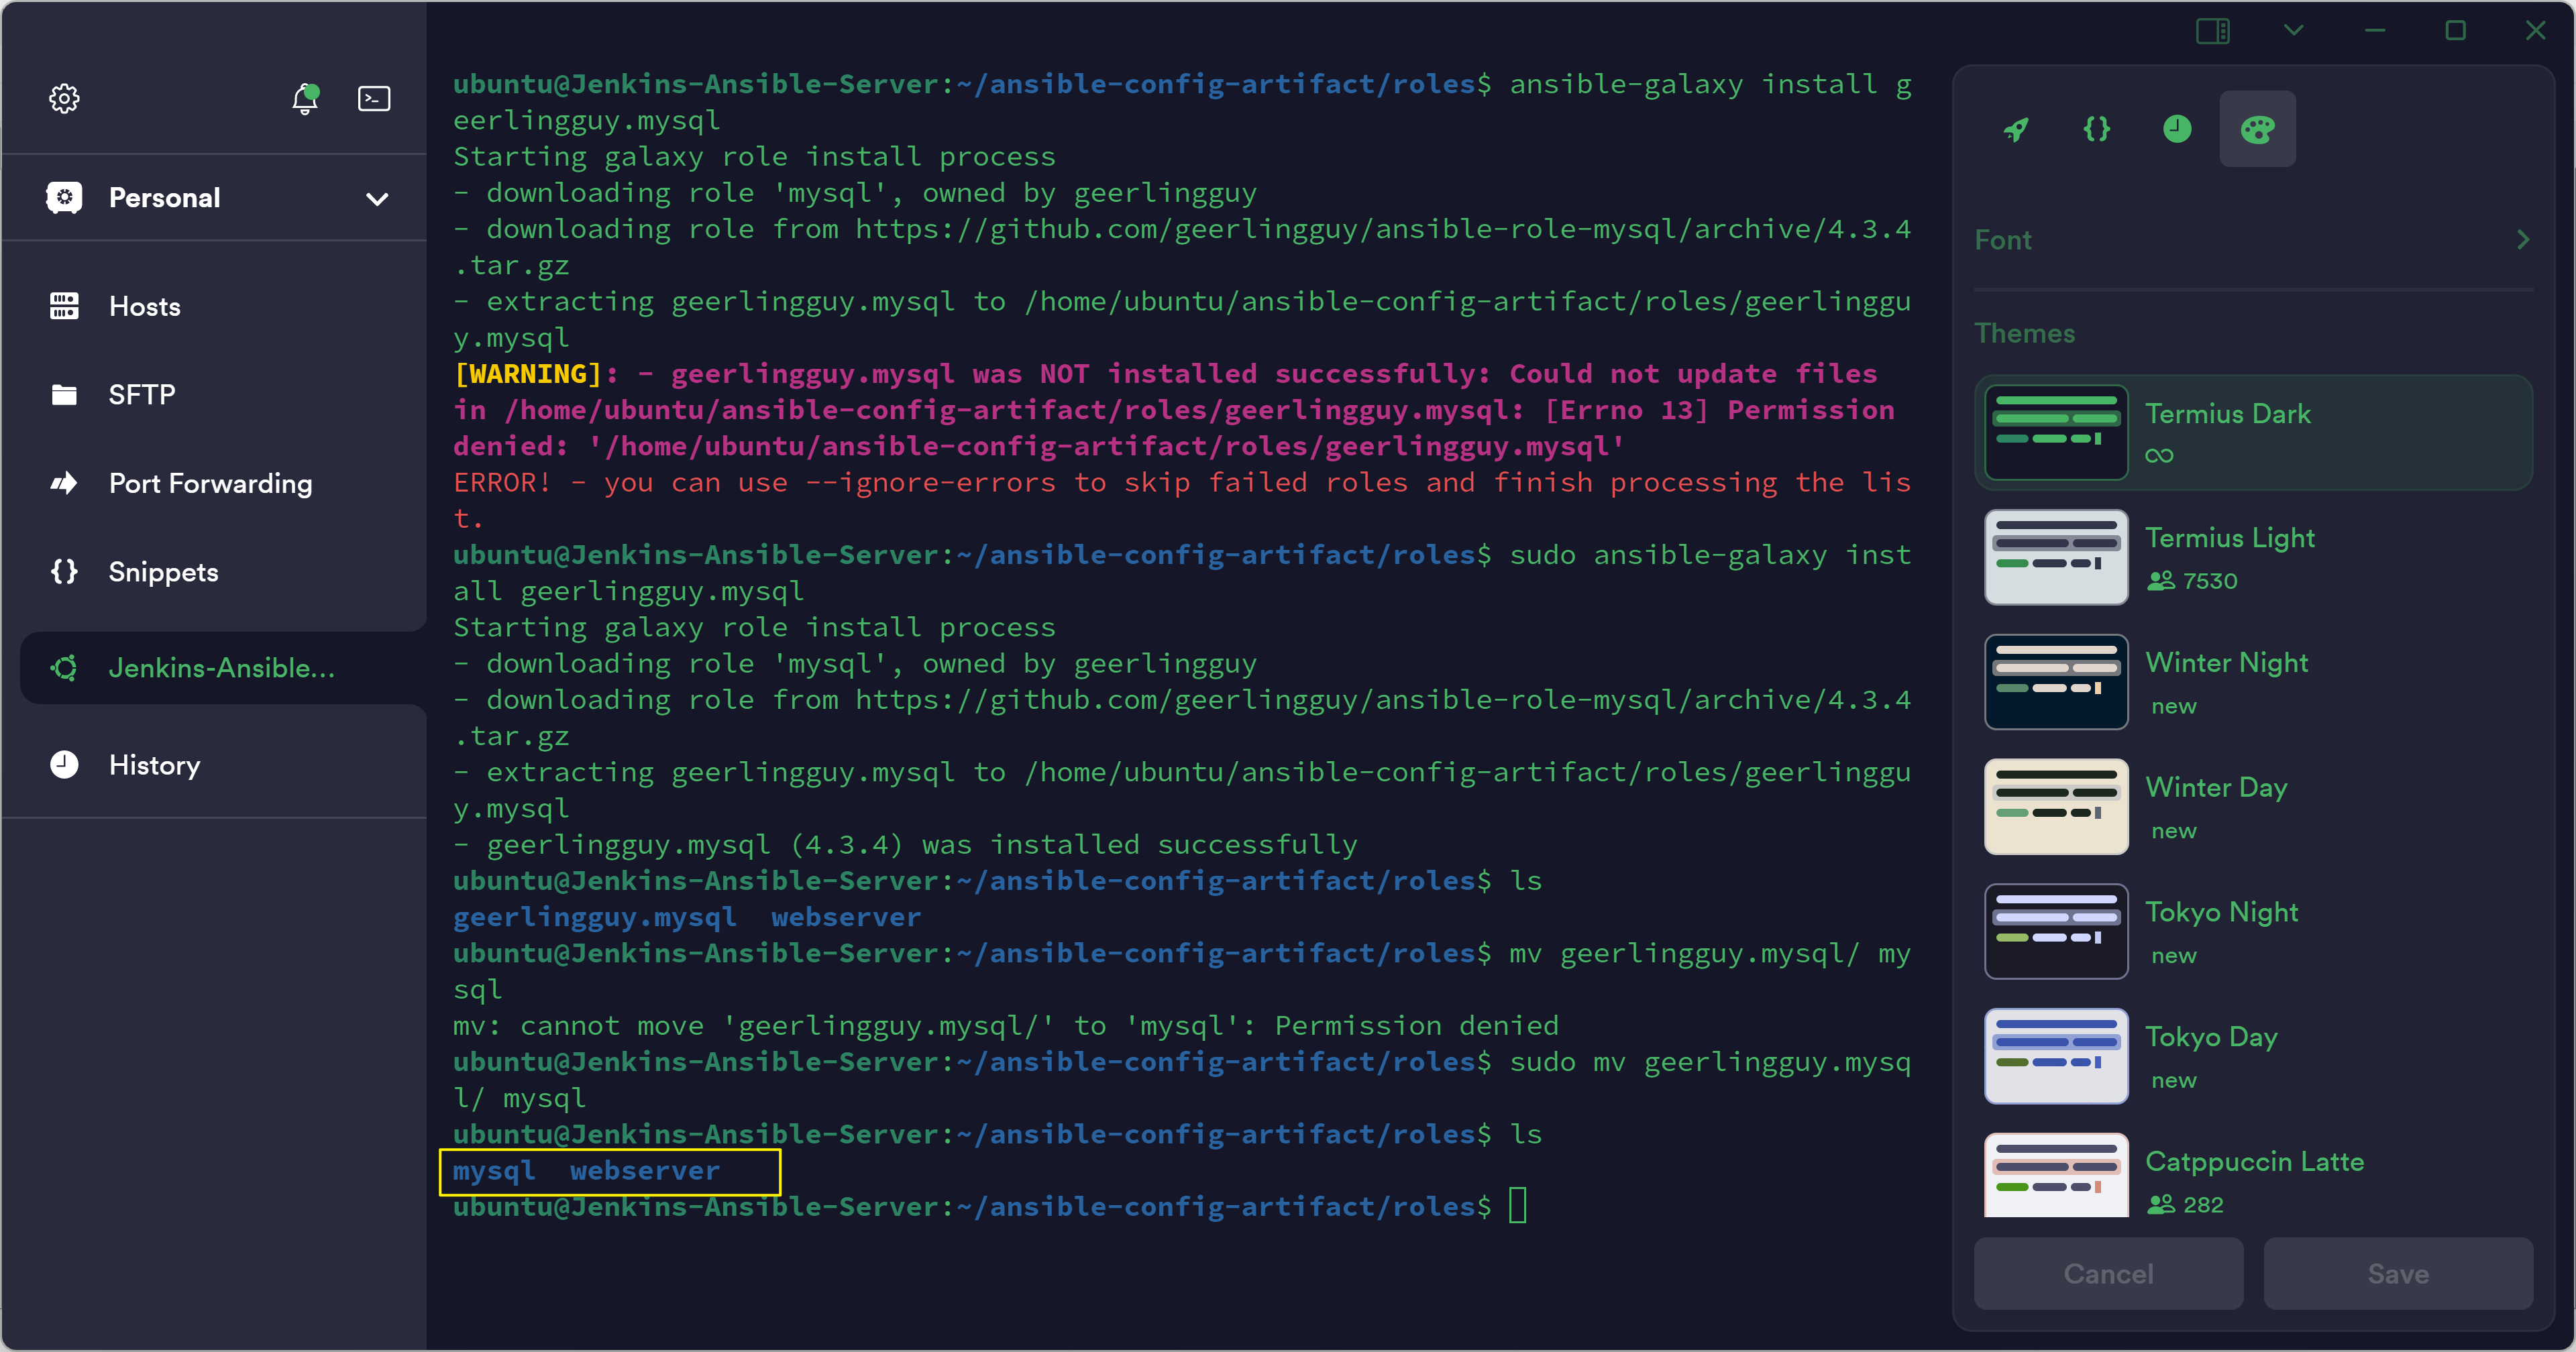 Personal
Hosts
SFTP
Port Forwarding
Snippets
Jenkins-Ansible...
History
ubuntu@Jenkins-Ansible-Server:~/ansible-config-artifact/roles$ ansible-galaxy install g
eerlingguy.mysql
Starting galaxy role install process
- downloading role 'mysql', owned by geerlingguy
- downloading role from https://github.com/geerlingguy/ansible-role-mysql/archive/4.3.4
.tar.gz
- extracting geerlingguy.mysql to /home/ubuntu/ansible-config-artifact/roles/geerlinggu
y.mysql
[WARNING]: - geerlingguy.mysql was NOT installed successfully: Could not update files
in /home/ubuntu/ansible-config-artifact/roles/geerlingguy.mysql: [Errno 13] Permission
denied: '/home/ubuntu/ansible-config-artifact/roles/geerlingguy.mysql'
ERROR! - you can use --ignore-errors to skip failed roles and finish processing the lis
t.
ubuntu@Jenkins-Ansible-Server:~/ansible-config-artifact/roles$ sudo ansible-galaxy inst
all geerlingguy.mysql
Starting galaxy role install process
- downloading role 'mysql', owned by geerlingguy
- downloading role from https://github.com/geerlingguy/ansible-role-mysql/archive/4.3.4
.tar.gz
- extracting geerlingguy.mysql to /home/ubuntu/ansible-config-artifact/roles/geerlinggu
y.mysql
- geerlingguy.mysql (4.3.4) was installed successfully
ubuntu@Jenkins-Ansible-Server:~/ansible-config-artifact/roles$ ls
geerlingguy.mysql  webserver
ubuntu@Jenkins-Ansible-Server:~/ansible-config-artifact/roles$ mv geerlingguy.mysql/ my
sql
mv: cannot move 'geerlingguy.mysql/' to 'mysql': Permission denied
ubuntu@Jenkins-Ansible-Server:~/ansible-config-artifact/roles$ sudo mv geerlingguy.mysq
l/ mysql
ubuntu@Jenkins-Ansible-Server:~/ansible-config-artifact/roles$ ls
mysql  webserver
ubuntu@Jenkins-Ansible-Server:~/ansible-config-artifact/roles$
Font
Themes
Termius Dark
Termius Light
7530
Winter Night
new
Winter Day
new
Tokyo Night
new
Tokyo Day
new
Catppuccin Latte
282
Cancel
Save